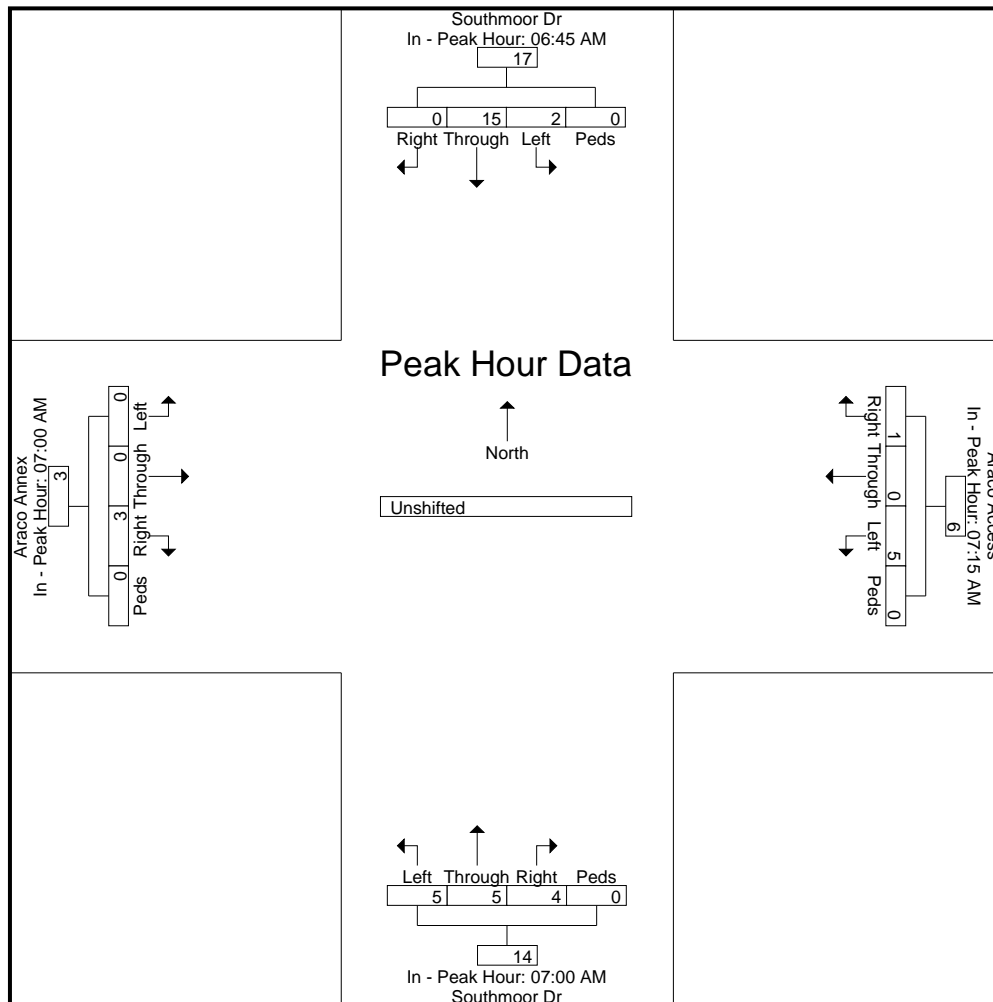 Southmoor Dr
In - Peak Hour: 06:45 AM
17
0 15 2 0
Right Through Left Peds
Peak Hour Data
North
Unshifted
Araco Annex
In - Peak Hour: 07:00 AM
3
0 0 3 0
Left Through Right Peds
Araco Access
In - Peak Hour: 07:15 AM
6
1 0 5 0
Right Through Left Peds
Left Through Right Peds
5 5 4 0
14
In - Peak Hour: 07:00 AM
Southmoor Dr